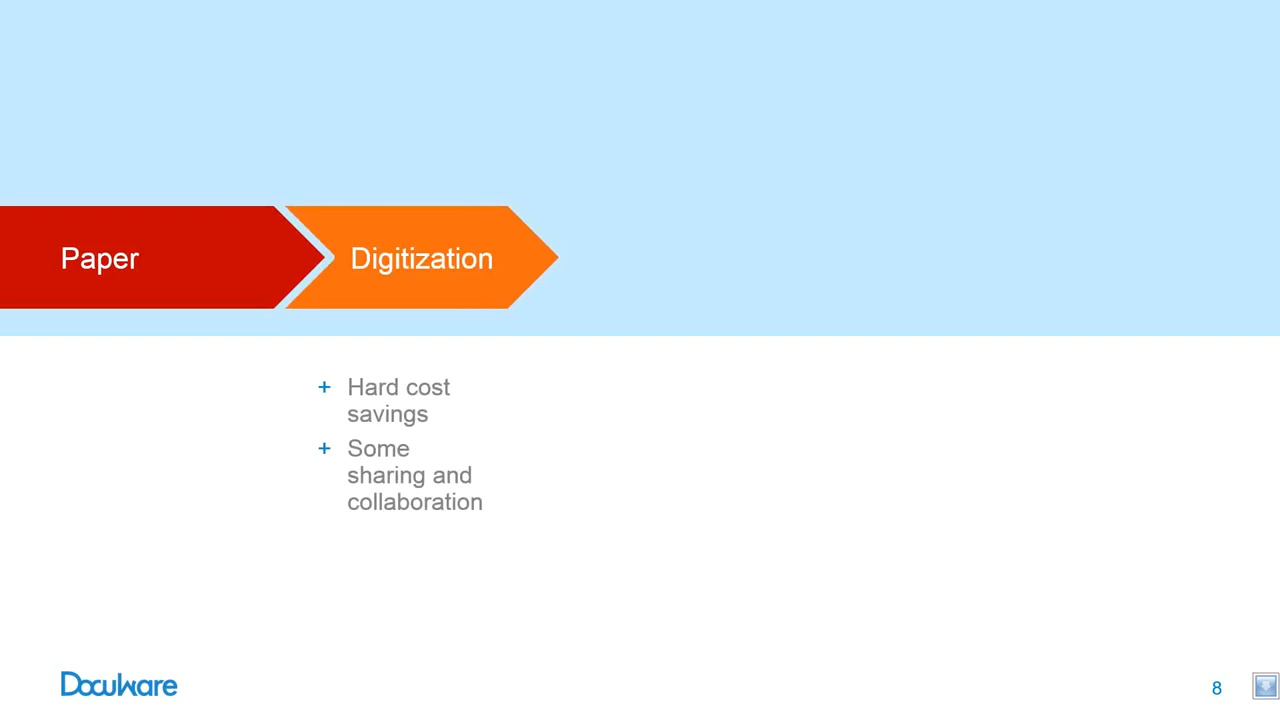 Paper
Digitization
+ Hard cost
savings
+ Some
sharing and
collaboration
DocuWare
8